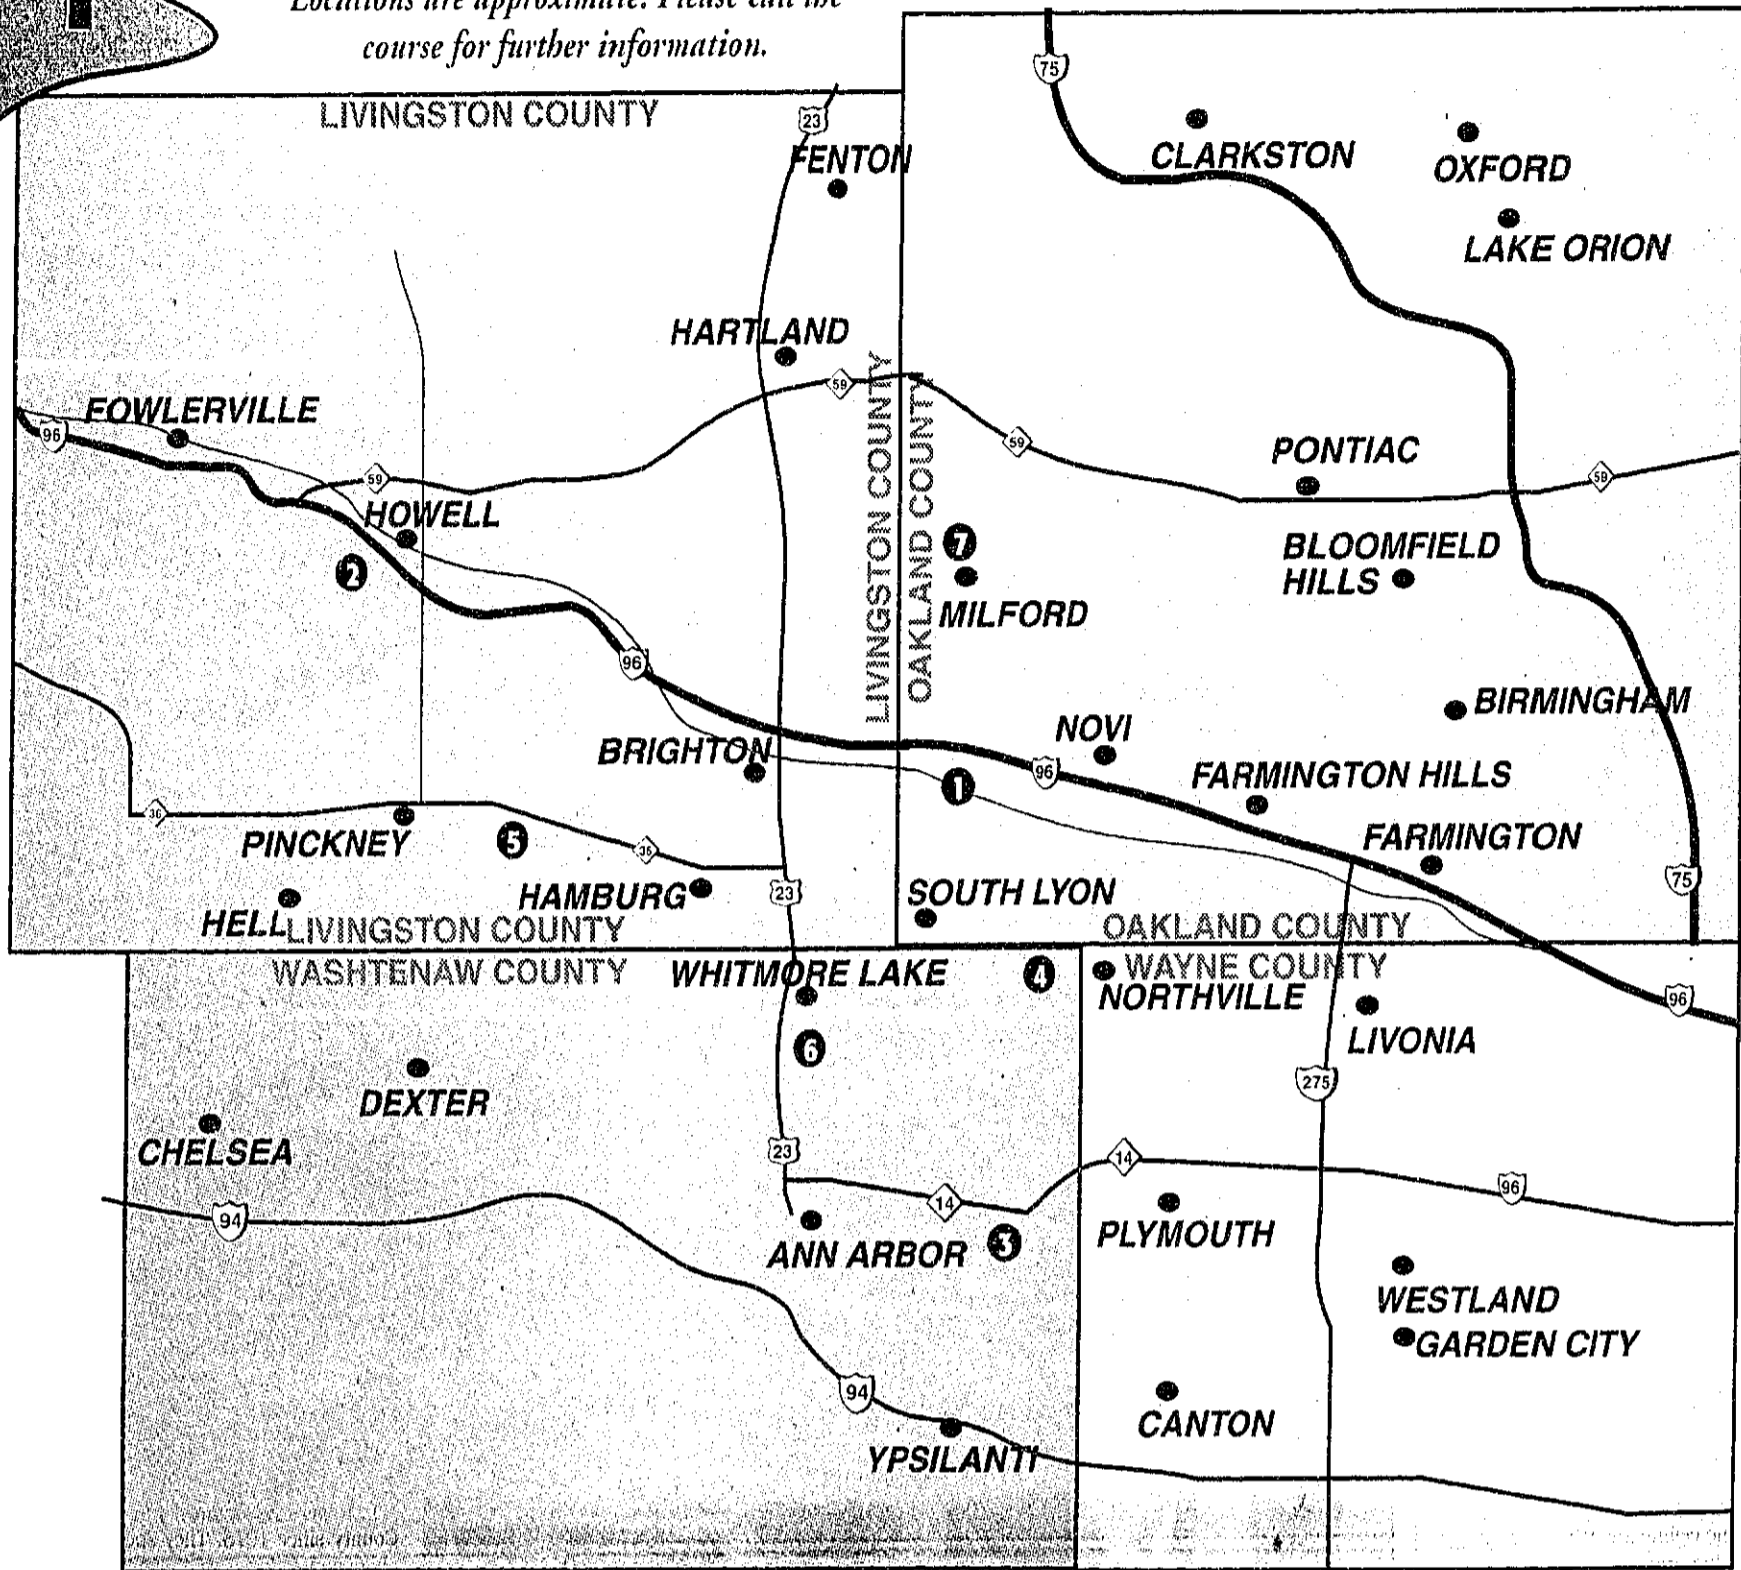 Locations are approximate. Please call the
course for further information.
LIVINGSTON COUNTY
75
23
FENTON
CLARKSTON
OXFORD
LAKE ORION
HARTLAND
59
LIVINGSTON COUNTY
OAKLAND COUNTY
FOWLERVILLE
96
59
59
PONTIAC
59
HOWELL
2
7
MILFORD
BLOOMFIELD
HILLS
96
BIRMINGHAM
BRIGHTON
NOVI
96
1
FARMINGTON HILLS
36
PINCKNEY
5
36
FARMINGTON
HAMBURG
23
SOUTH LYON
75
HELL
LIVINGSTON COUNTY
OAKLAND COUNTY
WASHTENAW COUNTY
WHITMORE LAKE
4
WAYNE COUNTY
NORTHVILLE
96
6
LIVONIA
DEXTER
275
CHELSEA
23
14
94
14
96
ANN ARBOR
3
PLYMOUTH
WESTLAND
GARDEN CITY
94
CANTON
YPSILANTI